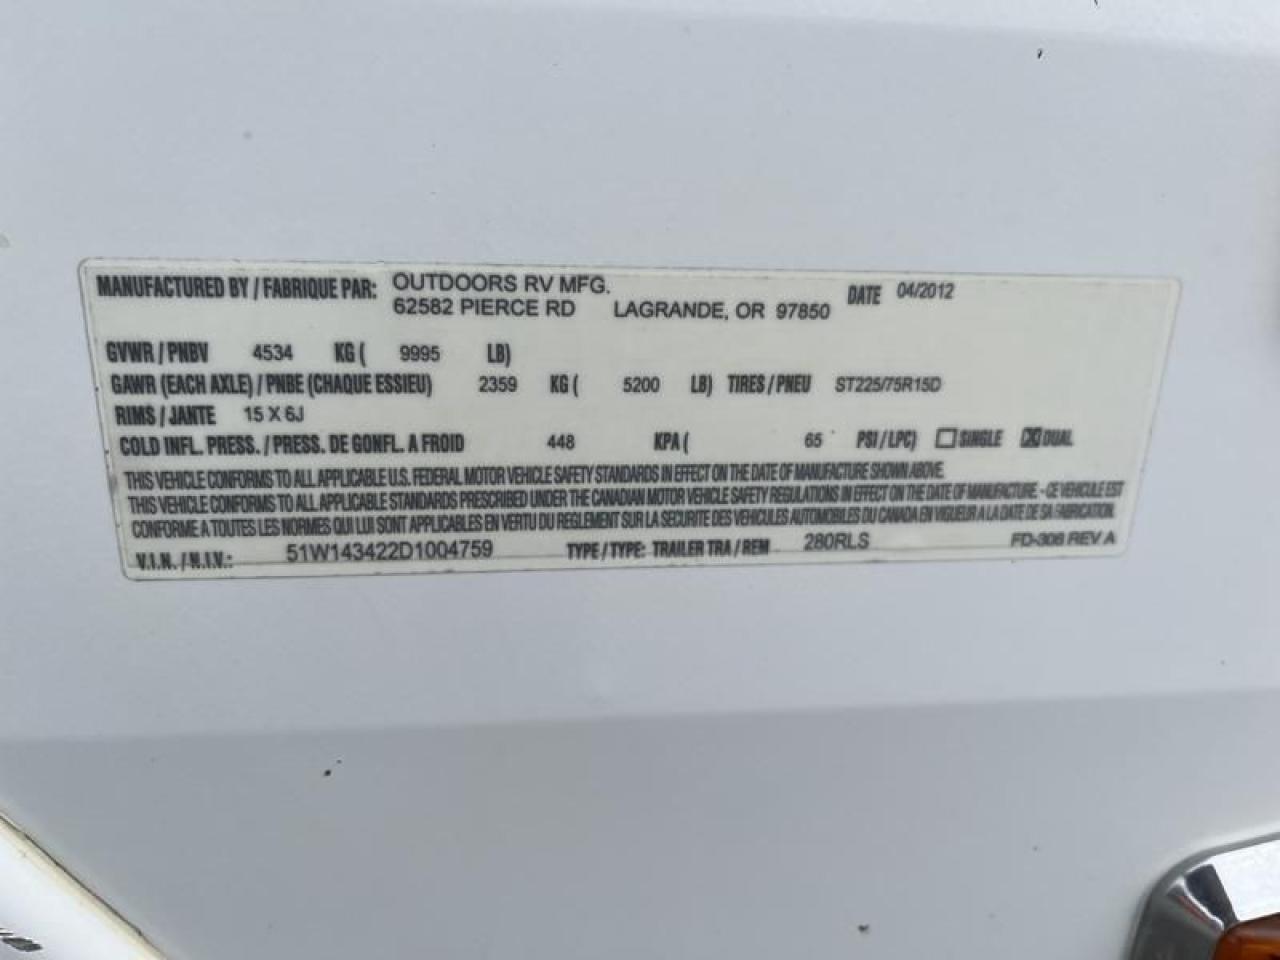 MANUFACTURED BY / FABRIQUE PAR: OUTDOORS RV MFG. DATE 04/2012
62582 PIERCE RD LAGRANDE, OR 97850
GVWR / PNBV 4534 KG ( 9995 LB)
GAWR (EACH AXLE) / PNBE (CHAQUE ESSIEU) 2359 KG ( 5200 LB) TIRES / PNEU ST225/75R15D
RIMS / JANTE 15 X 6J
COLD INFL. PRESS. / PRESS. DE GONFL. A FROID 448 KPA ( 65 PSI / LPC) ☐ SINGLE ☒ DUAL
THIS VEHICLE CONFORMS TO ALL APPLICABLE U.S. FEDERAL MOTOR VEHICLE SAFETY STANDARDS IN EFFECT ON THE DATE OF MANUFACTURE SHOWN ABOVE.
THIS VEHICLE CONFORMS TO ALL APPLICABLE STANDARDS PRESCRIBED UNDER THE CANADIAN MOTOR VEHICLE SAFETY REGULATIONS IN EFFECT ON THE DATE OF MANUFACTURE - CE VEHICULE EST
CONFORME A TOUTES LES NORMES QUI LUI SONT APPLICABLES EN VERTU DU REGLEMENT SUR LA SECURITE DES VEHICULES AUTOMOBILES DU CANADA EN VIGUEUR A LA DATE DE SA FABRICATION.
V.I.N. / N.I.V.: 51W143422D1004759 TYPE / TYPE: TRAILER TRA / REM 280RLS FD-308 REV A